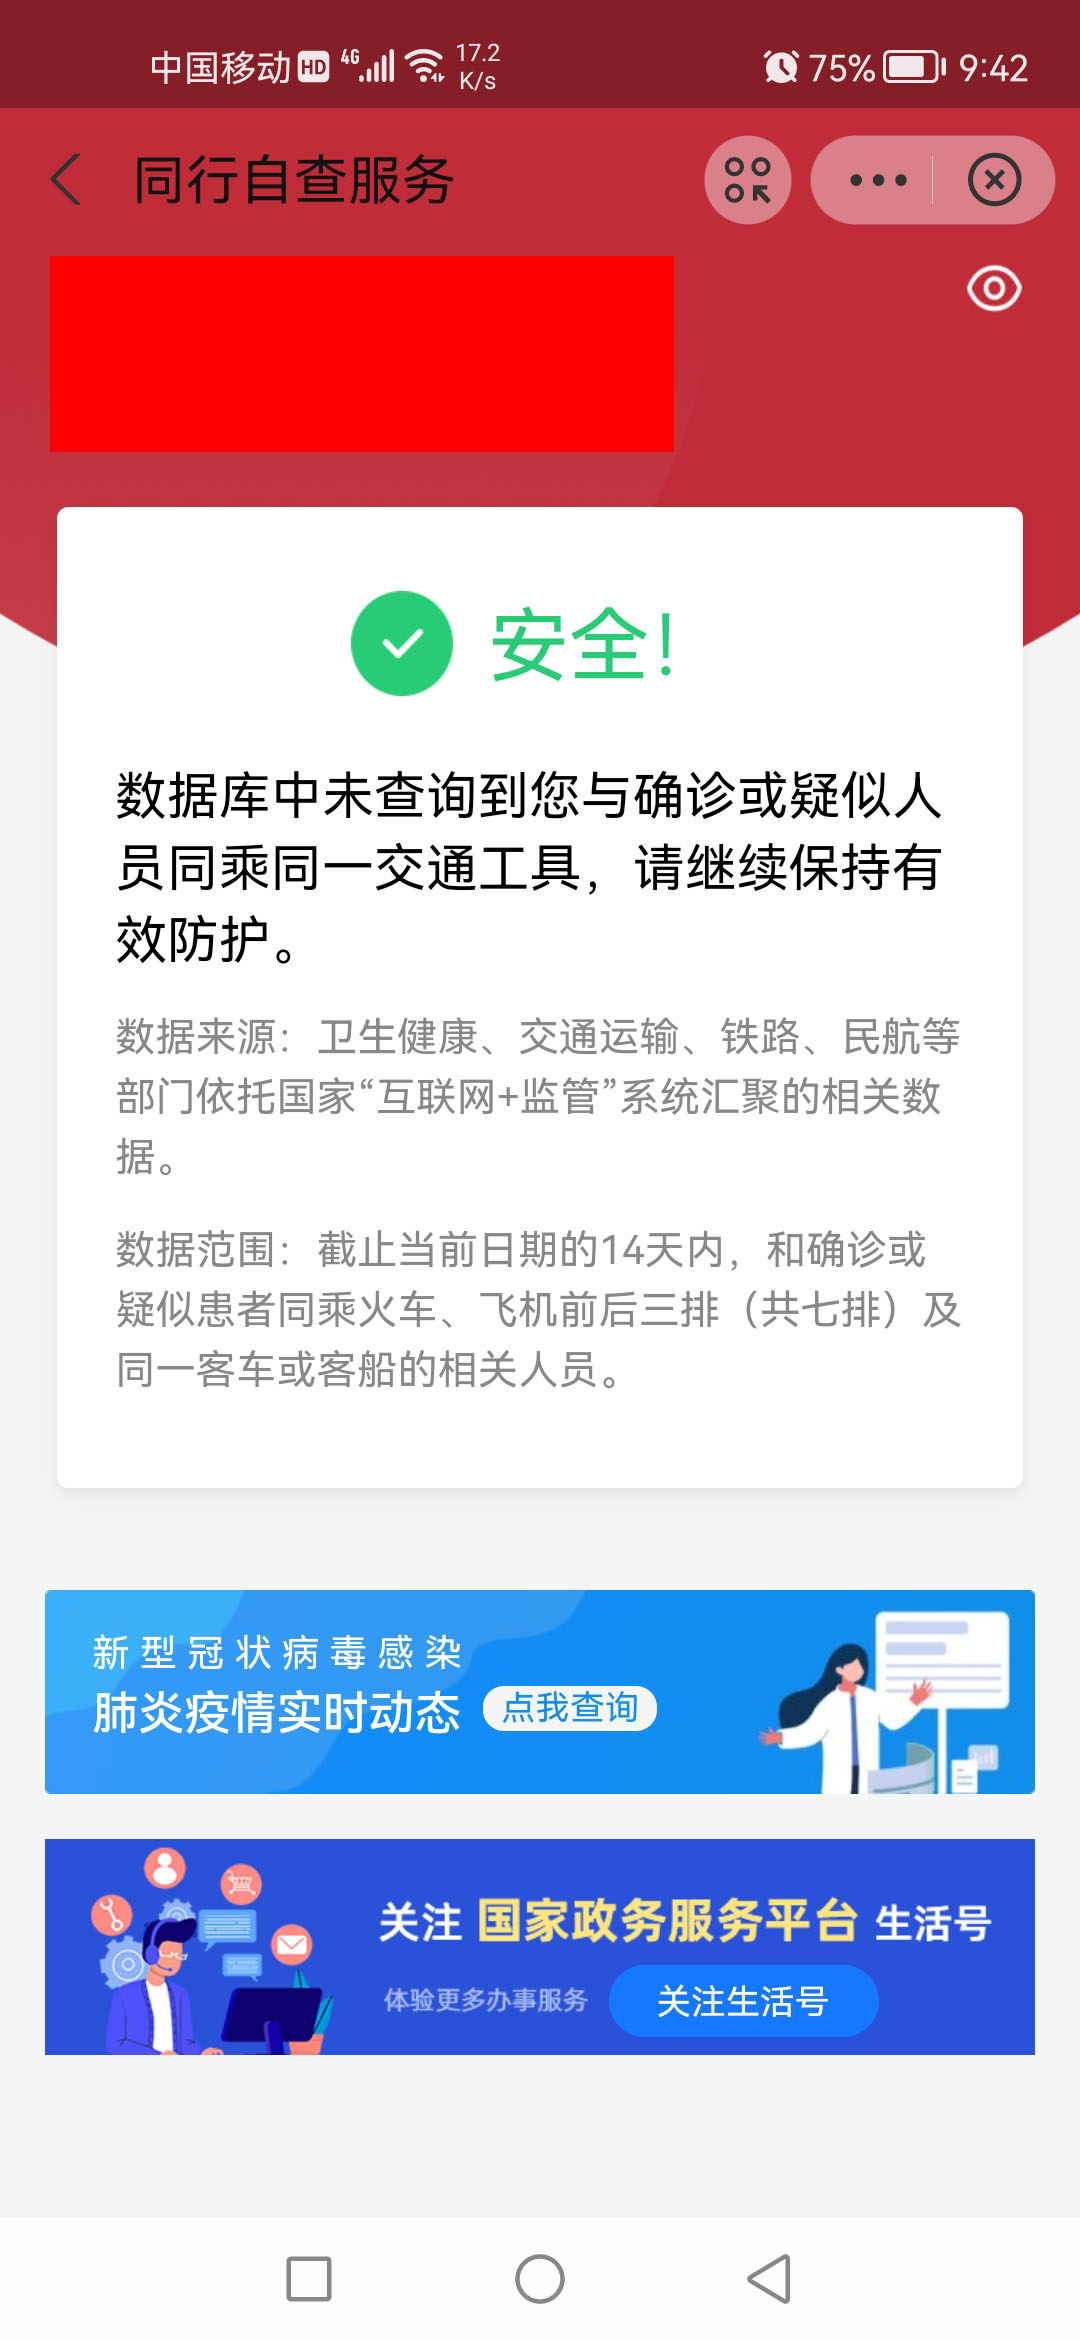 中国移动 HD 4G 17.2 K/s 75% 9:42
同行自查服务
安全!
数据库中未查询到您与确诊或疑似人
员同乘同一交通工具，请继续保持有
效防护。
数据来源：卫生健康、交通运输、铁路、民航等
部门依托国家“互联网+监管”系统汇聚的相关数
据。
数据范围：截止当前日期的14天内，和确诊或
疑似患者同乘火车、飞机前后三排（共七排）及
同一客车或客船的相关人员。
新型冠状病毒感染
肺炎疫情实时动态 点我查询
关注 国家政务服务平台 生活号
体验更多办事服务 关注生活号